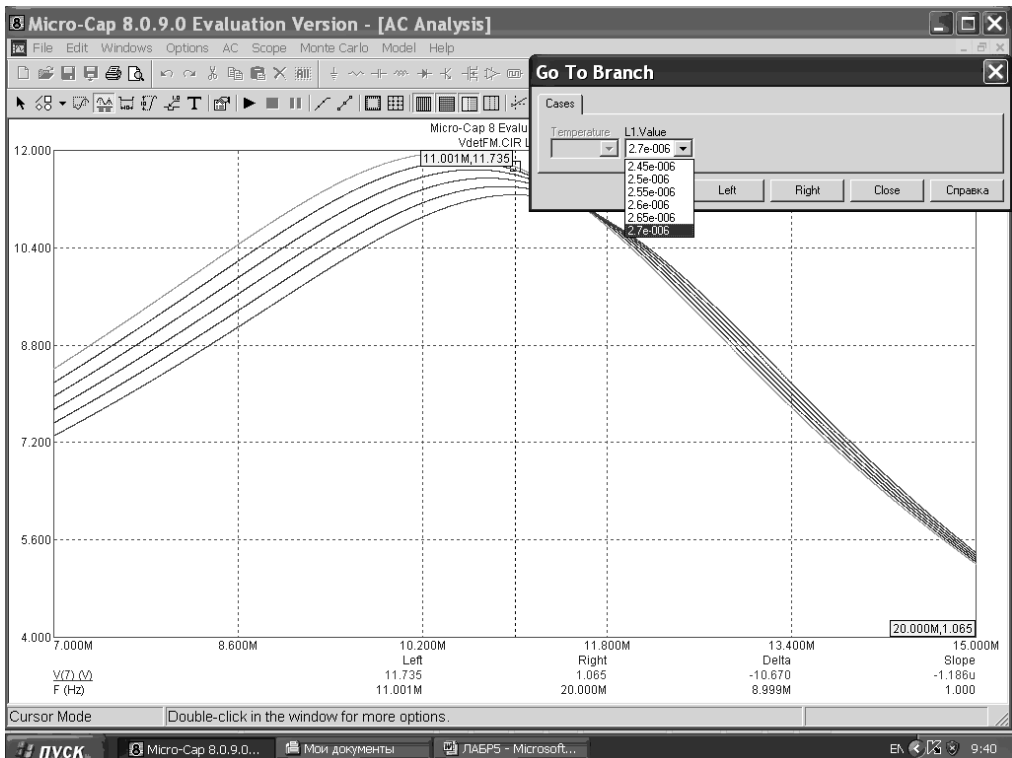 Micro-Cap 8.0.9.0 Evaluation Version - [AC Analysis]
File Edit Windows Options AC Scope Monte Carlo Model Help
Go To Branch
Cases
Temperature L1.Value
2.7e-006
2.45e-006
2.5e-006
2.55e-006
2.6e-006
2.65e-006
2.7e-006
Left Right Close Справка
Micro-Cap 8 Evalu
VdetFM.CIR
12.000
11.001M,11.735
10.400
8.800
7.200
5.600
4.000
20.000M,1.065
7.000M 8.600M 10.200M 11.800M 13.400M 15.000M
Left Right Delta Slope
V(7) (V) 11.735 1.065 -10.670 -1.186u
F (Hz) 11.001M 20.000M 8.999M 1.000
Cursor Mode Double-click in the window for more options.
пуск Micro-Cap 8.0.9.0... Мои документы ЛАБР5 - Microsoft... EN 9:40